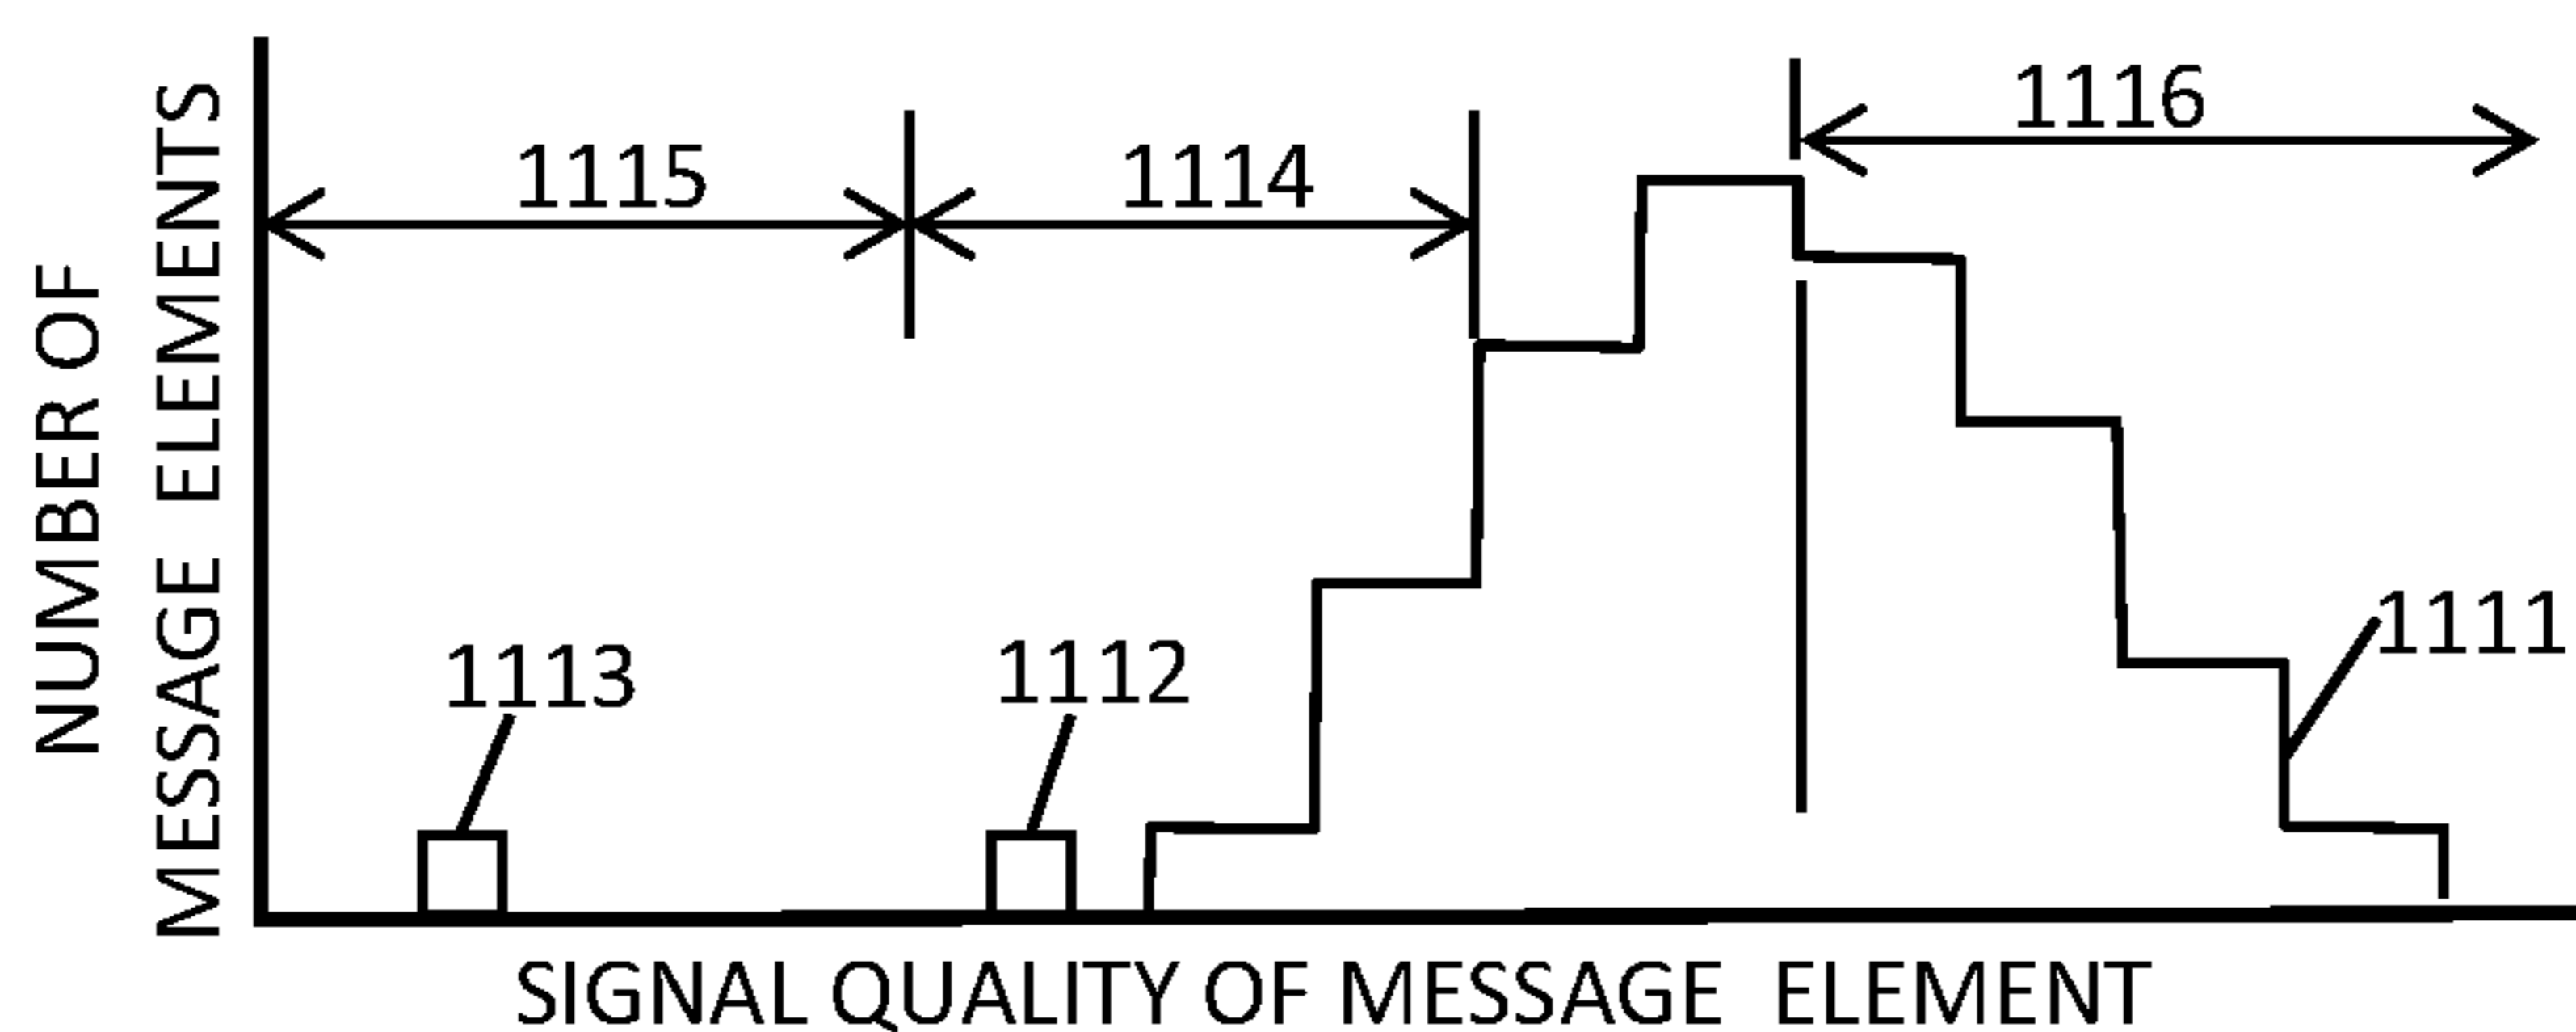 NUMBER OF
MESSAGE ELEMENTS
1115
1114
1116
1113
1112
1111
SIGNAL QUALITY OF MESSAGE ELEMENT